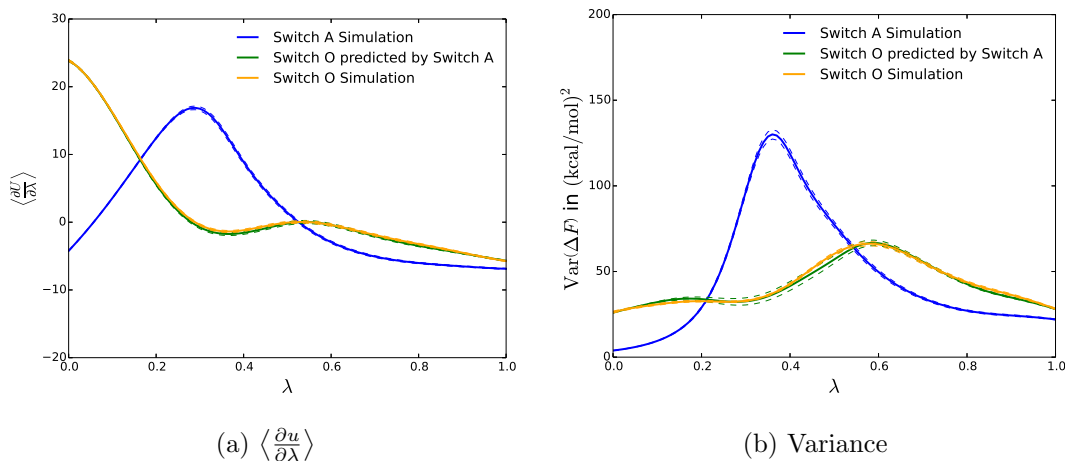 30
20
10
0
−10
−20
0.0 0.2 0.4 0.6 0.8 1.0
λ
⟨∂U/∂λ⟩
Switch A Simulation
Switch O predicted by Switch A
Switch O Simulation
(a) ⟨∂u/∂λ⟩
200
150
100
50
0
0.0 0.2 0.4 0.6 0.8 1.0
λ
Var(ΔF) in (kcal/mol)²
Switch A Simulation
Switch O predicted by Switch A
Switch O Simulation
(b) Variance